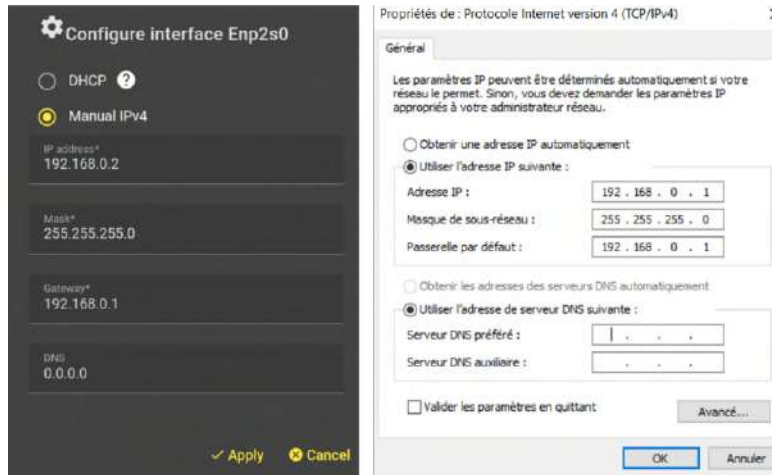 Configure interface Enp2s0
DHCP ?
Manual IPv4
IP address*
192.168.0.2
Mask*
255.255.255.0
Gateway*
192.168.0.1
DNS
0.0.0.0
Apply Cancel
Propriétés de : Protocole Internet version 4 (TCP/IPv4)
Général
Les paramètres IP peuvent être déterminés automatiquement si votre
réseau le permet. Sinon, vous devez demander les paramètres IP
appropriés à votre administrateur réseau.
Obtenir une adresse IP automatiquement
Utiliser l'adresse IP suivante :
Adresse IP : 192 . 168 . 0 . 1
Masque de sous-réseau : 255 . 255 . 255 . 0
Passerelle par défaut : 192 . 168 . 0 . 1
Obtenir les adresses des serveurs DNS automatiquement
Utiliser l'adresse de serveur DNS suivante :
Serveur DNS préféré : . . .
Serveur DNS auxiliaire : . . .
Valider les paramètres en quittant
Avancé...
OK Annuler